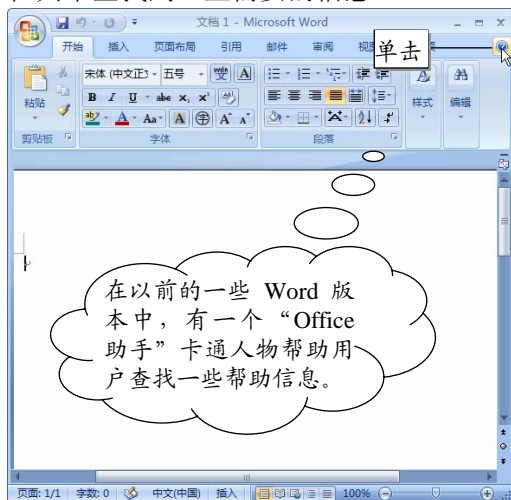 文档 1 - Microsoft Word
开始 插入 页面布局 引用 邮件 审阅 视图
单击
宋体 (中文正文 五号
粘贴 样式 编辑
剪贴板 字体 段落
在以前的一些 Word 版
本中，有一个“Office
助手”卡通人物帮助用
户查找一些帮助信息。
页面: 1/1 字数: 0 中文(中国) 插入 100%